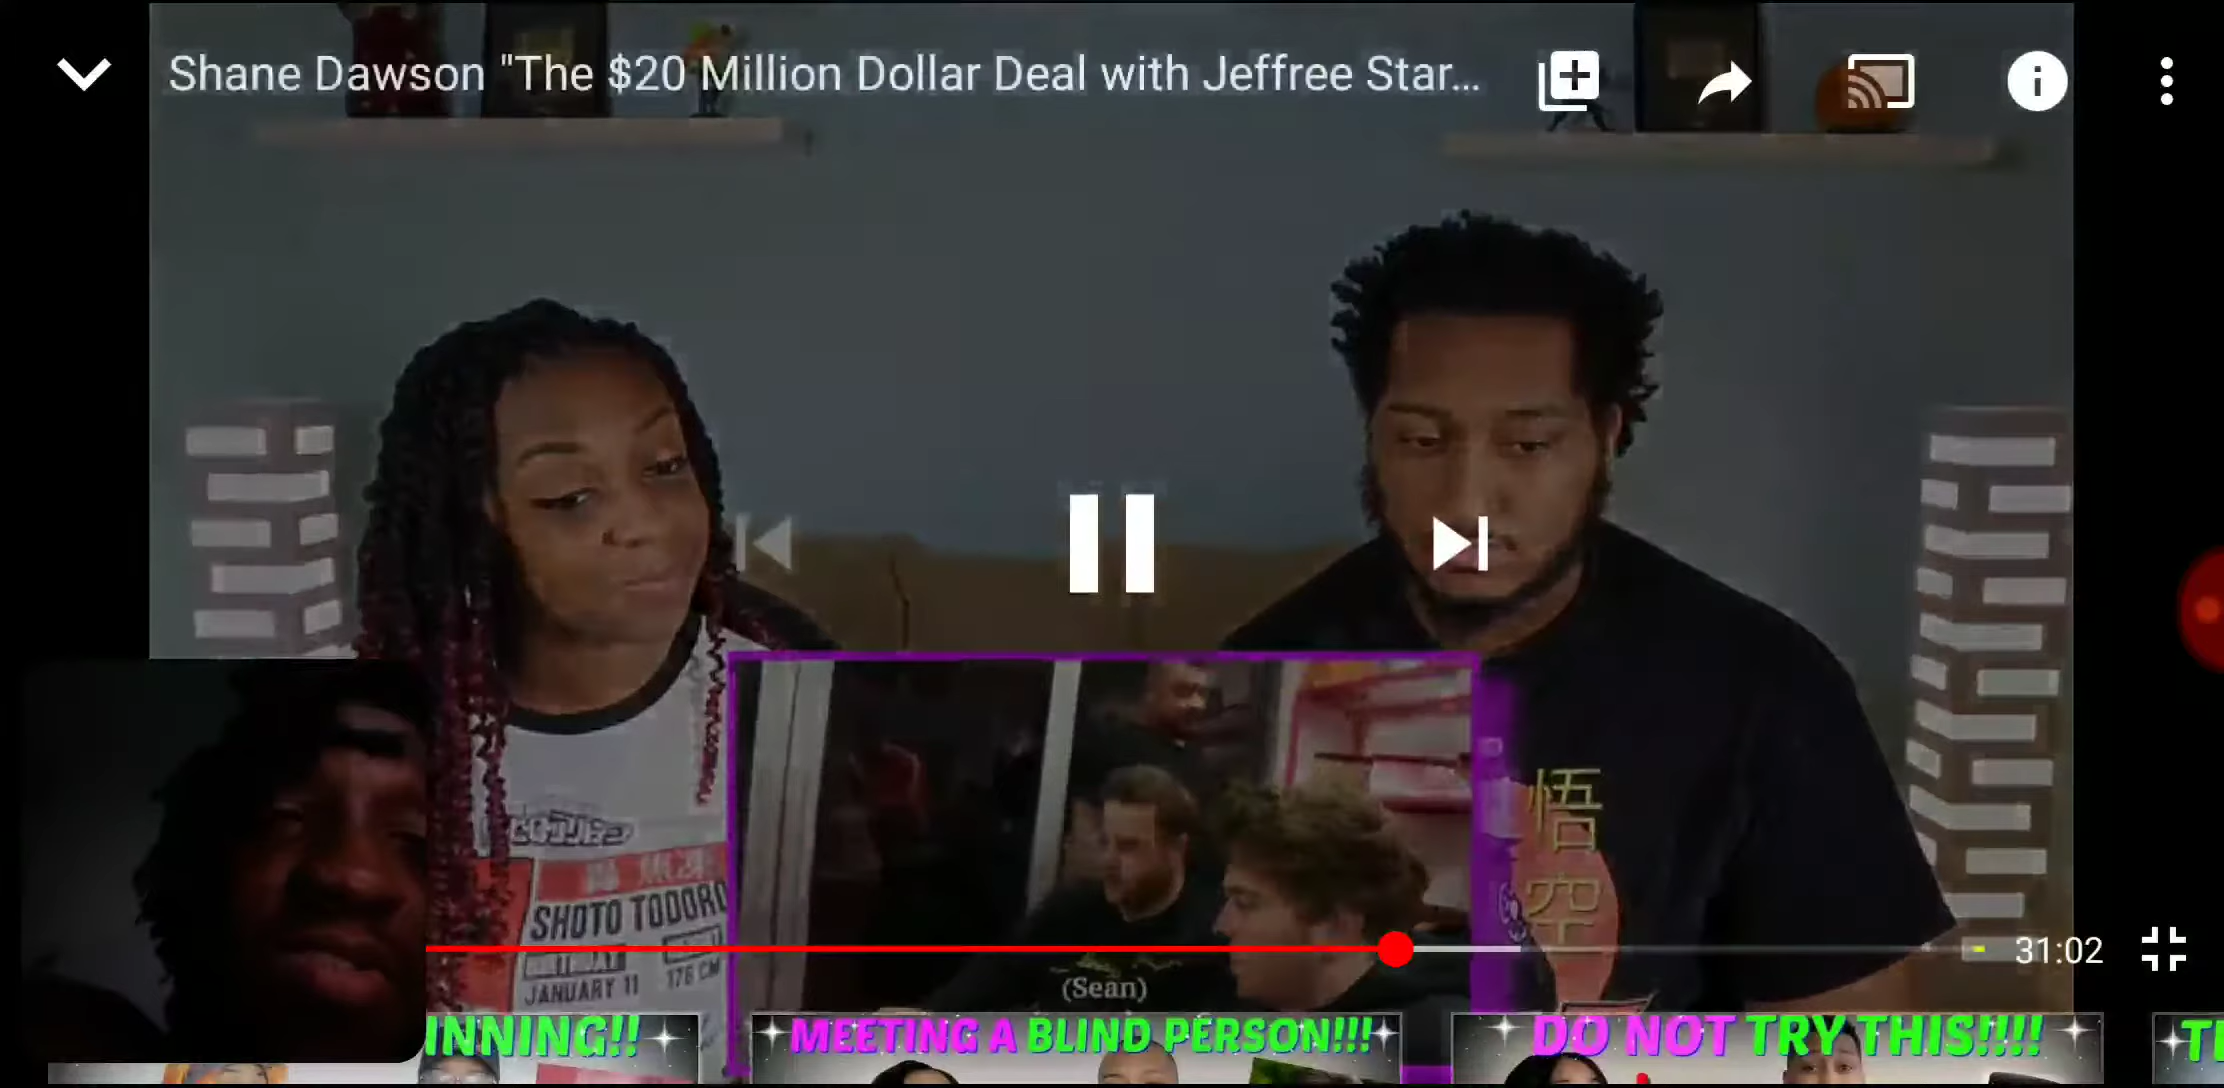 Shane Dawson "The $20 Million Dollar Deal with Jeffree Star...
悟
空
SHOTO TODORO
JANUARY 11
176 CM
(Sean)
31:02
INNING!!
MEETING A BLIND PERSON!!!
DO NOT TRY THIS!!!!